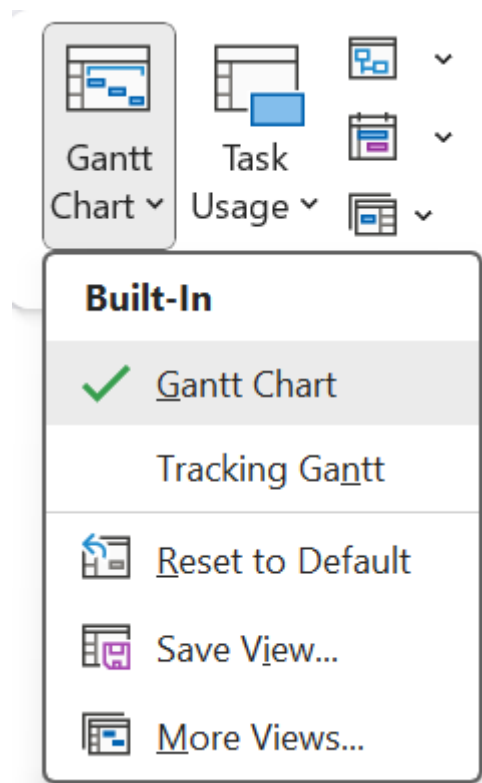 Gantt
Chart
Task
Usage
Built-In
Gantt Chart
Tracking Gantt
Reset to Default
Save View...
More Views...